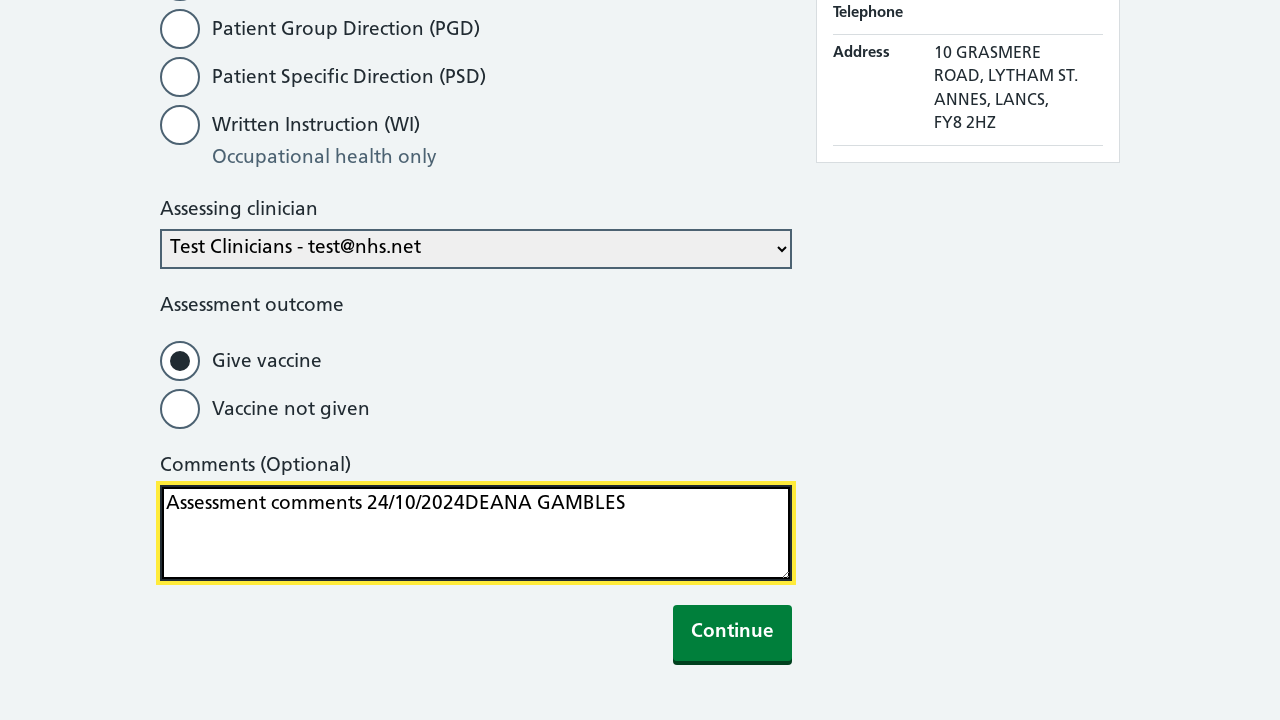 Patient Group Direction (PGD)
Patient Specific Direction (PSD)
Written Instruction (WI)
Occupational health only
Assessing clinician
Test Clinicians - test@nhs.net
Assessment outcome
Give vaccine
Vaccine not given
Comments (Optional)
Assessment comments 24/10/2024DEANA GAMBLES
Continue
Telephone
Address
10 GRASMERE
ROAD, LYTHAM ST.
ANNES, LANCS,
FY8 2HZ